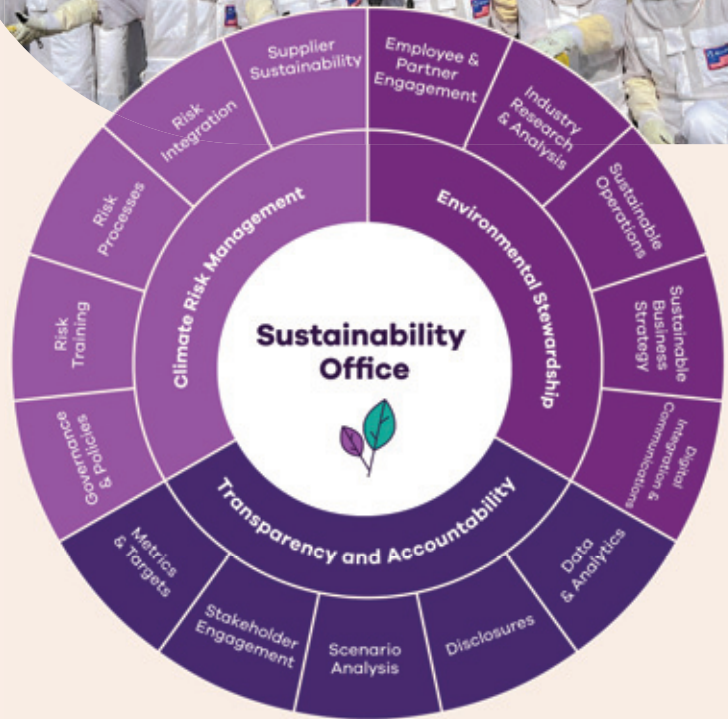 Supplier
Sustainability
Employee &
Partner
Engagement
Industry
Research
& Analysis
Sustainable
Operations
Sustainable
Business
Strategy
Digital
Integration &
Communications
Data
& Analytics
Disclosures
Scenario
Analysis
Stakeholder
Engagement
Metrics
& Targets
Governance
& Policies
Risk
Training
Risk
Processes
Risk
Integration
Climate Risk Management
Environmental Stewardship
Transparency and Accountability
Sustainability
Office